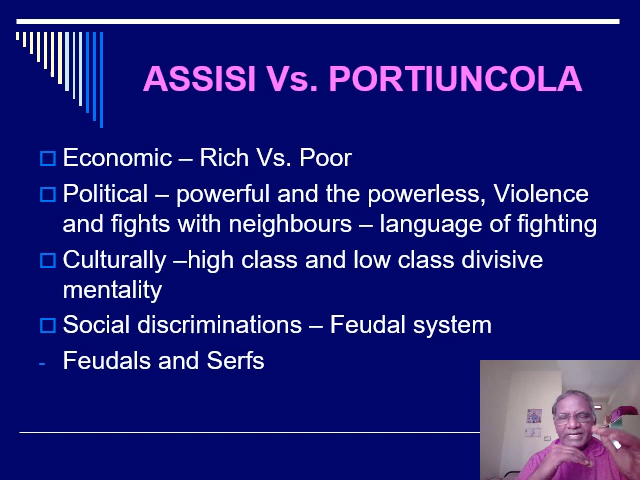 ASSISI Vs. PORTIUNCOLA
Economic – Rich Vs. Poor
Political – powerful and the powerless, Violence
and fights with neighbours – language of fighting
Culturally –high class and low class divisive
mentality
Social discriminations – Feudal system
- Feudals and Serfs